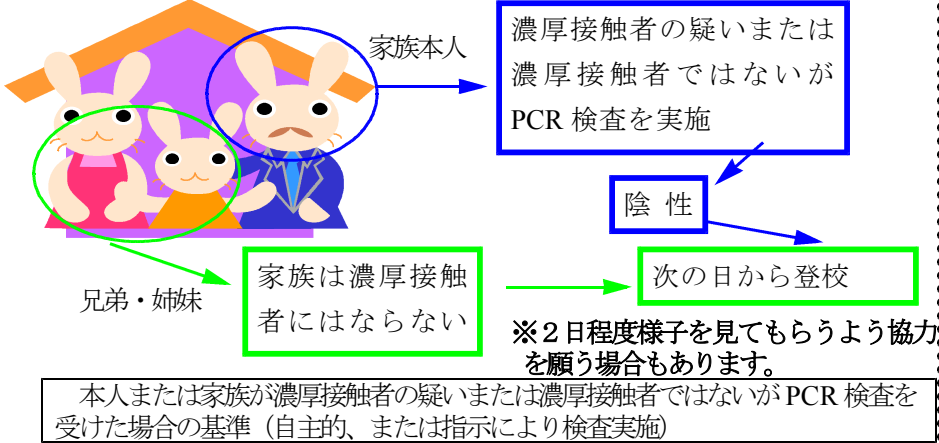 家族本人
濃厚接触者の疑いまたは
濃厚接触者ではないが
PCR 検査を実施
陰 性
兄弟・姉妹
家族は濃厚接触
者にはならない
次の日から登校
※２日程度様子を見てもらうよう協力
を願う場合もあります。
本人または家族が濃厚接触者の疑いまたは濃厚接触者ではないが PCR 検査を
受けた場合の基準（自主的、または指示により検査実施）